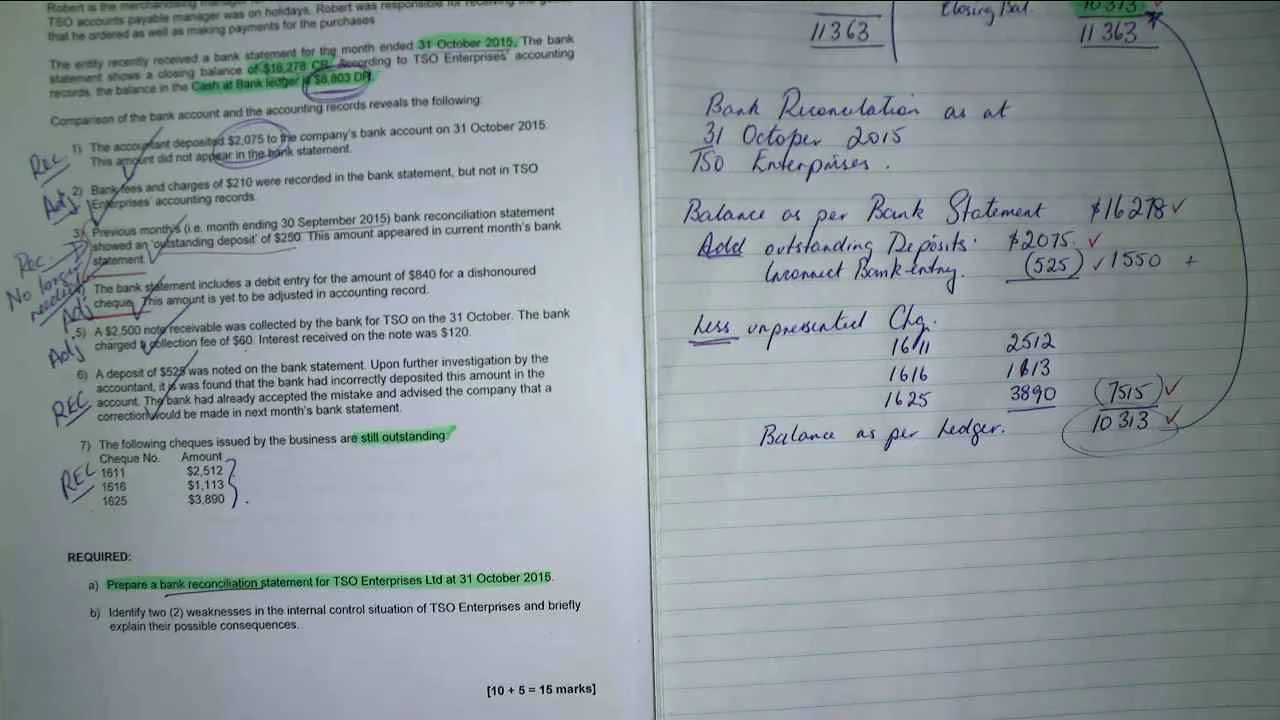 Robert is the merchandising
TSO accounts payable manager was on holidays. Robert was responsible for receiving the
that he ordered as well as making payments for the purchases
The entity recently received a bank statement for the month ended 31 October 2015. The bank
statement shows a closing balance of $16,278 CR. According to TSO Enterprises' accounting
records, the balance in the Cash at Bank ledger is $8,803 DR.
Comparison of the bank account and the accounting records reveals the following:
REC
1) The accountant deposited $2,075 to the company's bank account on 31 October 2015.
This amount did not appear in the bank statement.
Adj
2) Bank fees and charges of $210 were recorded in the bank statement, but not in TSO
Enterprises' accounting records.
Rec.
No longer
needed
3) Previous month's (i.e. month ending 30 September 2015) bank reconciliation statement
showed an 'outstanding deposit' of $250. This amount appeared in current month's bank
statement.
Adj
The bank statement includes a debit entry for the amount of $840 for a dishonoured
cheque. This amount is yet to be adjusted in accounting record.
Adj
5) A $2,500 note receivable was collected by the bank for TSO on the 31 October. The bank
charged a collection fee of $60. Interest received on the note was $120.
REC
6) A deposit of $525 was noted on the bank statement. Upon further investigation by the
accountant, it is was found that the bank had incorrectly deposited this amount in the
account. The bank had already accepted the mistake and advised the company that a
correction would be made in next month's bank statement.
7) The following cheques issued by the business are still outstanding:
REC
Cheque No. Amount
1611 $2,512
1616 $1,113
1625 $3,890
REQUIRED:
a) Prepare a bank reconciliation statement for TSO Enterprises Ltd at 31 October 2015.
b) Identify two (2) weaknesses in the internal control situation of TSO Enterprises and briefly
explain their possible consequences.
[10 + 5 = 15 marks]
Closing Bal. 10313
11363 11363
Bank Reconcilation as at
31 October 2015
TSO Enterprises.
Balance as per Bank Statement $16278
Add outstanding Deposits. $2075
Incorrect Bank entry. (525) 1550 +
Less unpresented Chq.
1611 2512
1616 1113
1625 3890 (7515)
Balance as per Ledger. 10313